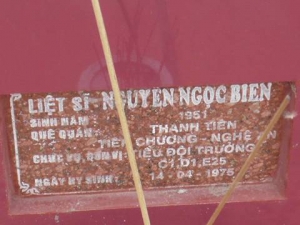 LIỆT SĨ - NGUYỄN NGỌC BIÊN
SINH NĂM : 1951
QUÊ QUÁN : THANH TIÊN
CHƯƠNG - NGHỆ AN
CHỨC VỤ, ĐƠN VỊ: TIỂU ĐỘI TRƯỞNG
C1.D1.E25
NGÀY HY SINH : 14 - 04 - 1975